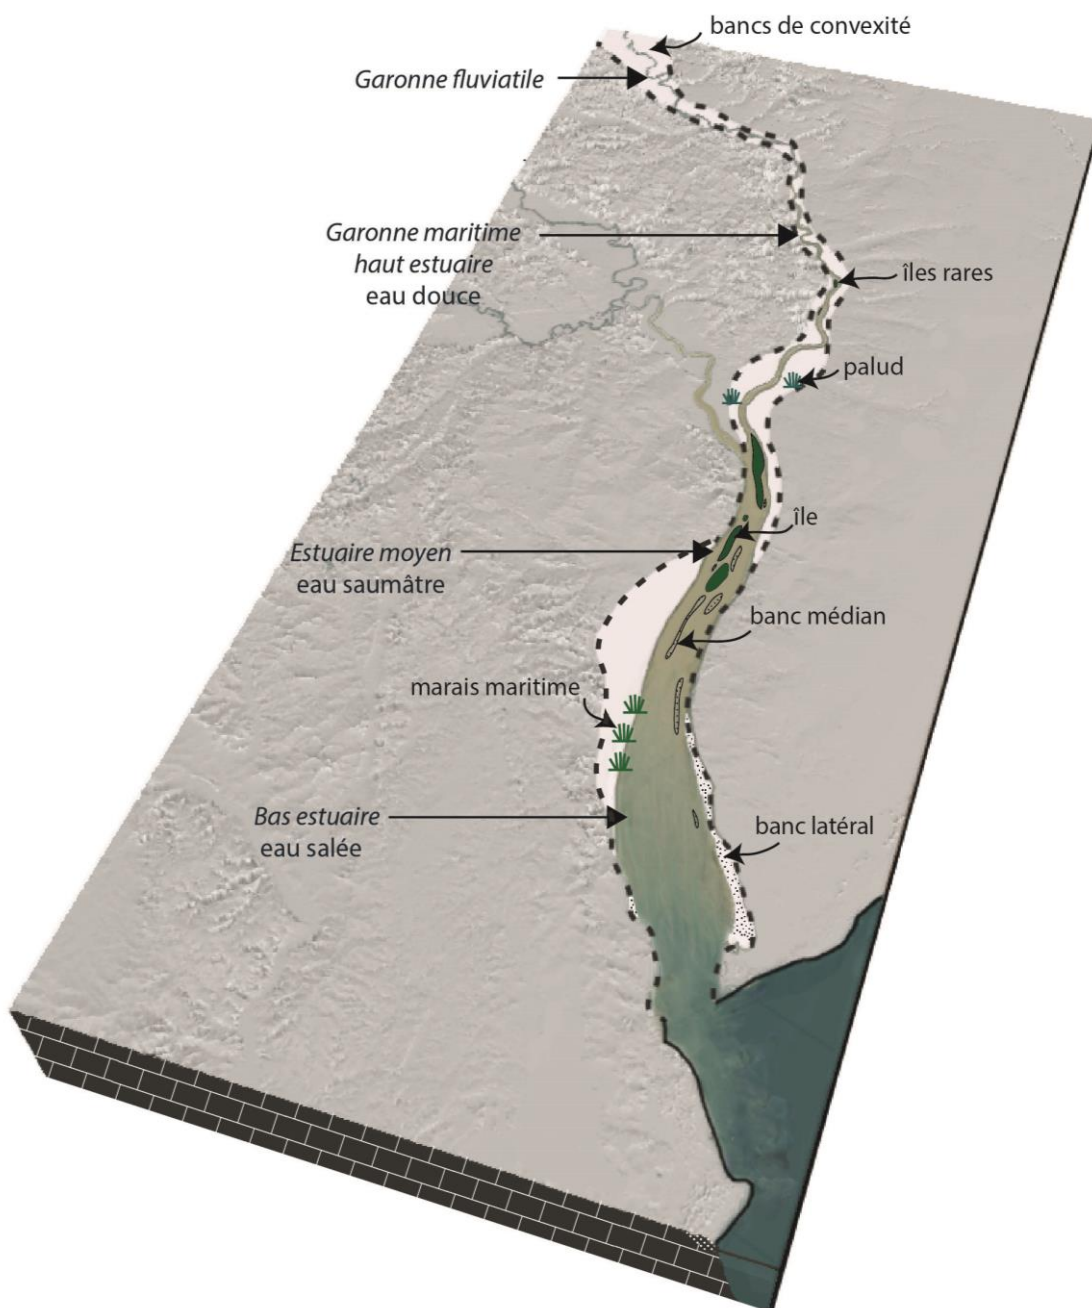 bancs de convexité
Garonne fluviatile
Garonne maritime
haut estuaire
eau douce
îles rares
palud
île
Estuaire moyen
eau saumâtre
banc médian
marais maritime
Bas estuaire
eau salée
banc latéral